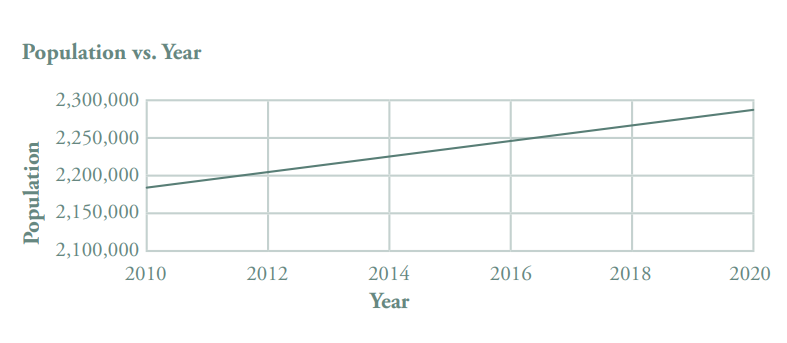 Population vs. Year
2,300,000
2,250,000
2,200,000
2,150,000
2,100,000
Population
2010 2012 2014 2016 2018 2020
Year